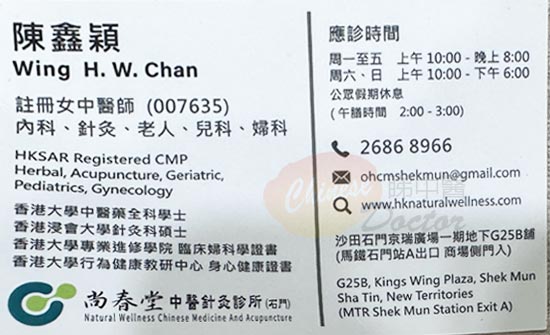 陳鑫穎
Wing H. W. Chan
註冊女中醫師 (007635)
內科、針灸、老人、兒科、婦科
HKSAR Registered CMP
Herbal, Acupuncture, Geriatric,
Pediatrics, Gynecology
香港大學中醫藥全科學士
香港浸會大學針灸科碩士
香港大學專業進修學院 臨床婦科學證書
香港大學行為健康教研中心 身心健康證書
尚春堂 中醫針灸診所(石門)
Natural Wellness Chinese Medicine And Acupuncture
應診時間
周一至五 上午 10:00 - 晚上 8:00
周六、日 上午 10:00 - 下午 6:00
公眾假期休息
(午膳時間 2:00 - 3:00)
2686 8966
ohcmshekmun@gmail.com
www.hknaturalwellness.com
Chinese Doctor
睇中醫
沙田石門京瑞廣場一期地下G25B舖
(馬鐵石門站A出口 商場側門入)
G25B, Kings Wing Plaza, Shek Mun
Sha Tin, New Territories
(MTR Shek Mun Station Exit A)